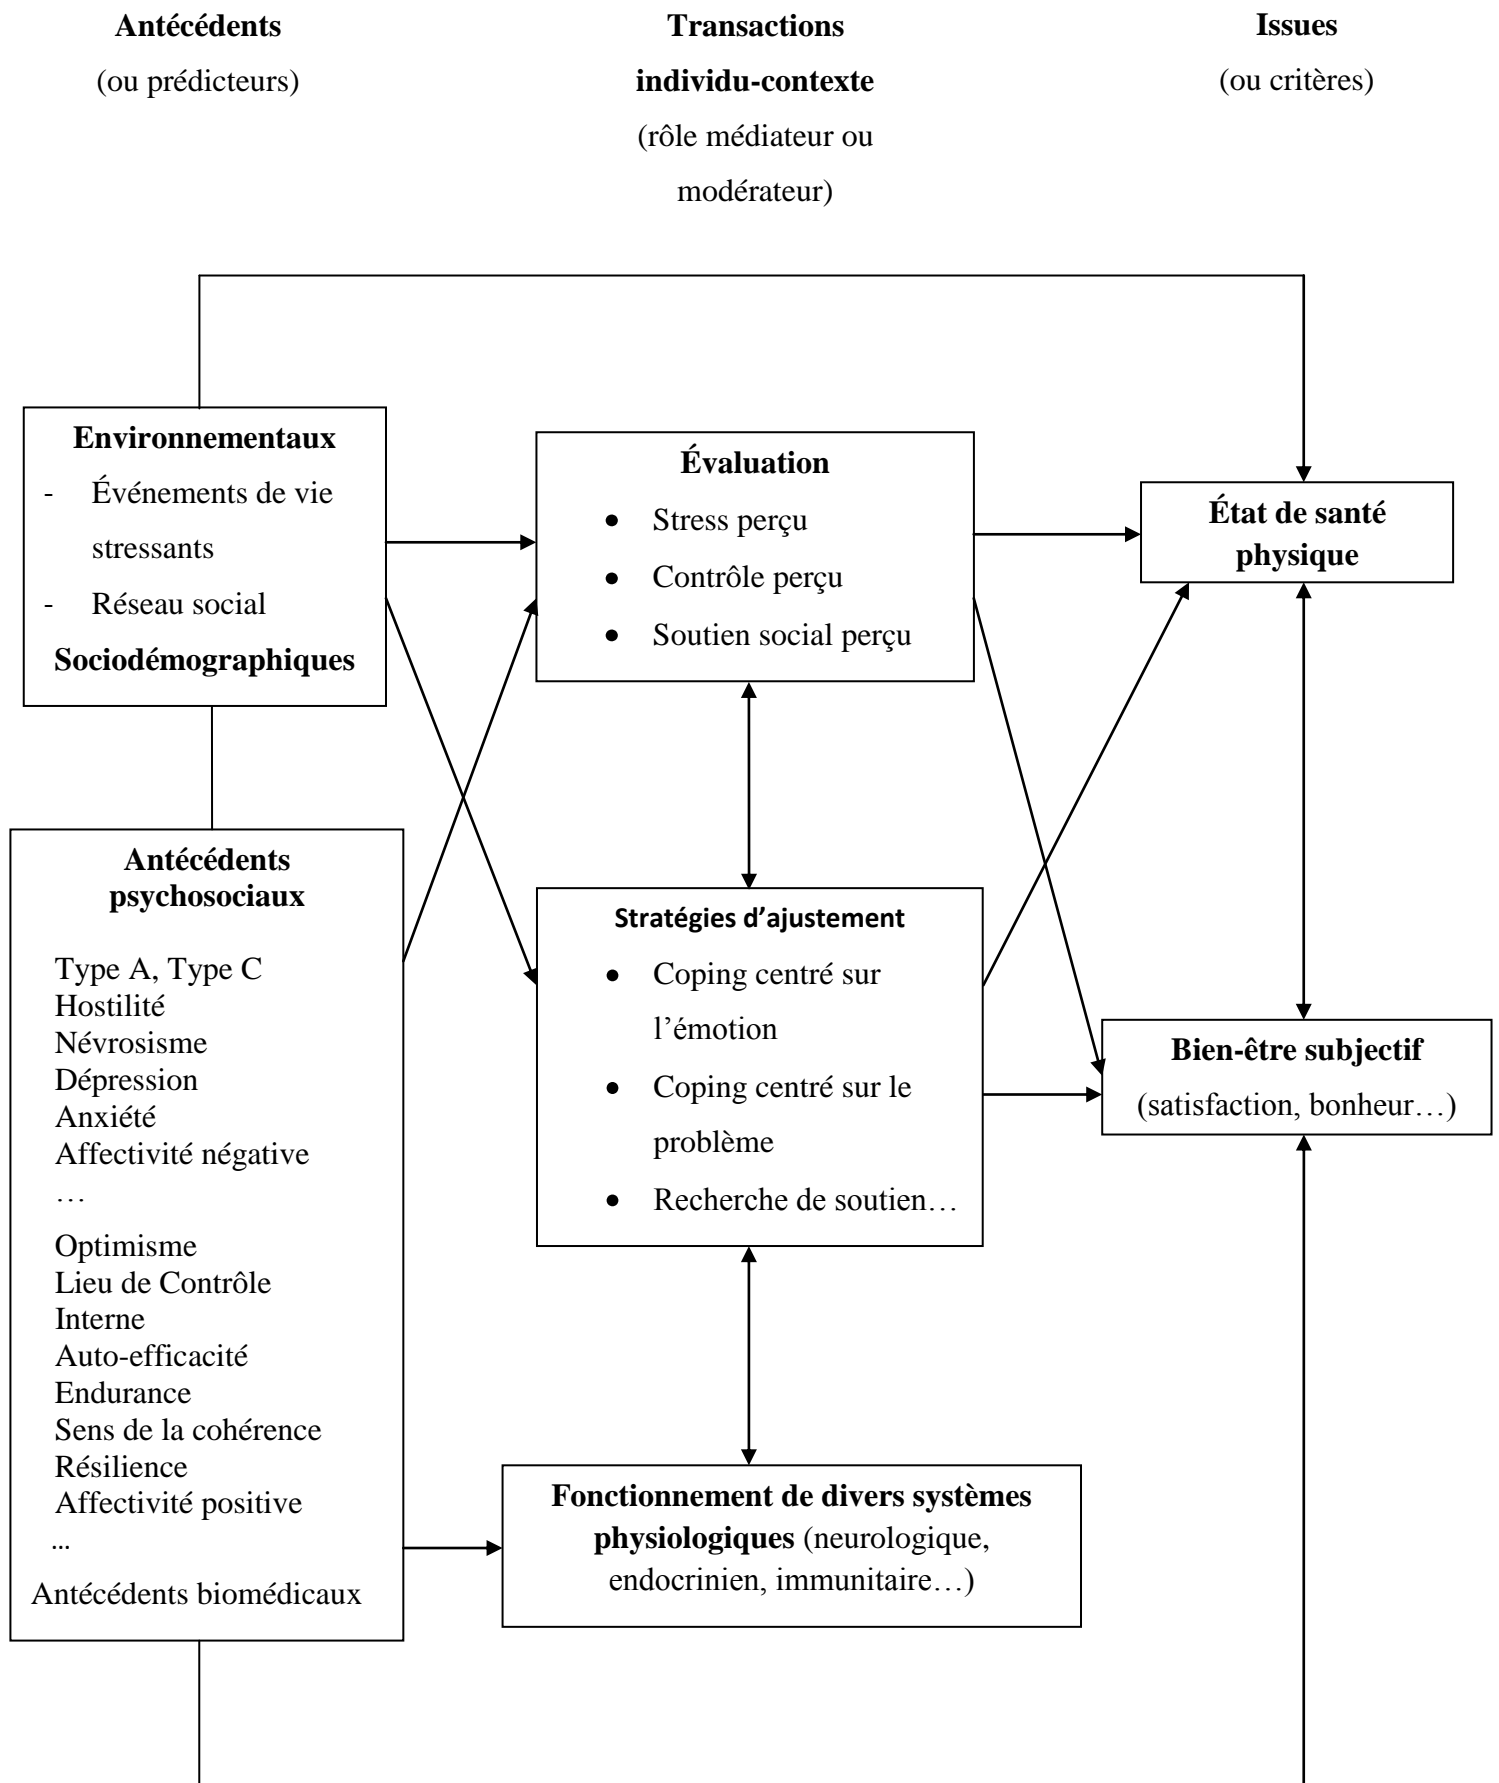 Antécédents
(ou prédicteurs)
Transactions
individu-contexte
(rôle médiateur ou
modérateur)
Issues
(ou critères)
Environnementaux
- Événements de vie
stressants
- Réseau social
Sociodémographiques
Évaluation
• Stress perçu
• Contrôle perçu
• Soutien social perçu
État de santé
physique
Antécédents
psychosociaux
Type A, Type C
Hostilité
Névrosisme
Dépression
Anxiété
Affectivité négative
…
Optimisme
Lieu de Contrôle
Interne
Auto-efficacité
Endurance
Sens de la cohérence
Résilience
Affectivité positive
...
Antécédents biomédicaux
Stratégies d’ajustement
• Coping centré sur
l’émotion
• Coping centré sur le
problème
• Recherche de soutien…
Bien-être subjectif
(satisfaction, bonheur…)
Fonctionnement de divers systèmes
physiologiques (neurologique,
endocrinien, immunitaire…)